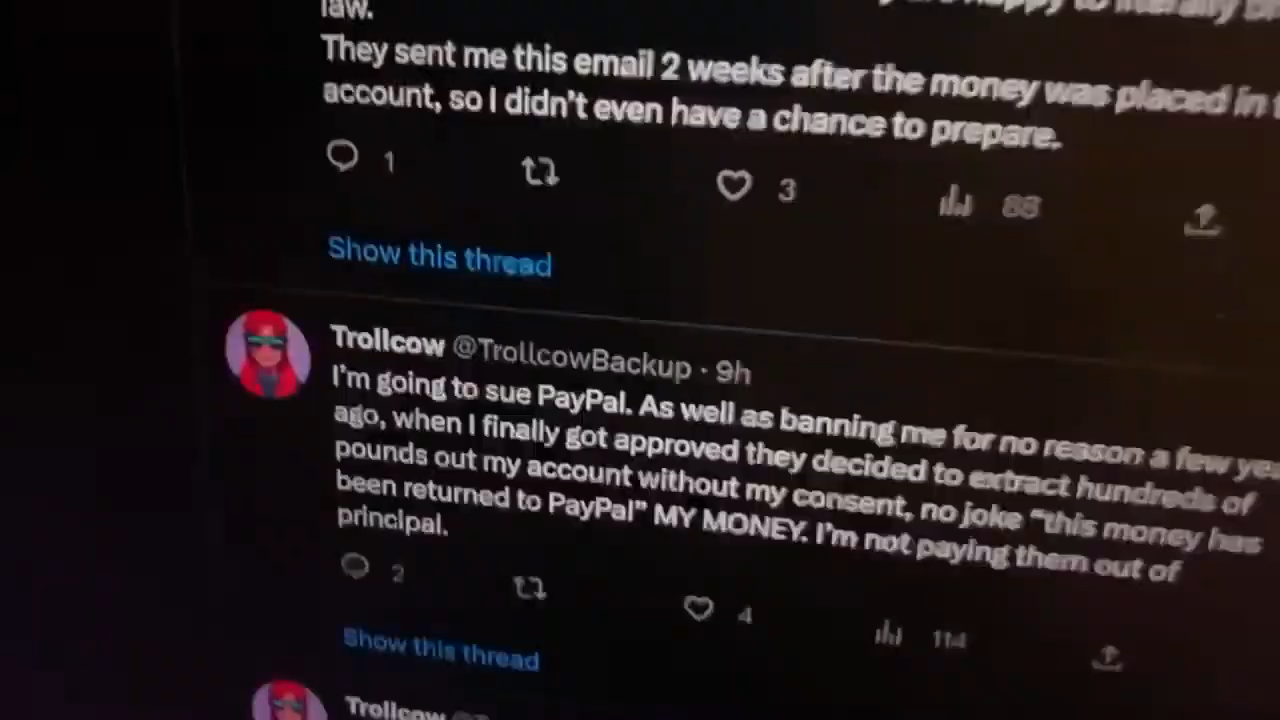 law.
They sent me this email 2 weeks after the money was placed in
account, so I didn't even have a chance to prepare.
1 3 88
Show this thread
Trollcow @TrollcowBackup · 9h
I'm going to sue PayPal. As well as banning me for no reason a few
ago, when I finally got approved they decided to extract hundreds of
pounds out my account without my consent, no joke "this money has
been returned to PayPal" MY MONEY. I'm not paying them out of
principal.
2 4 114
Show this thread
Trollcow